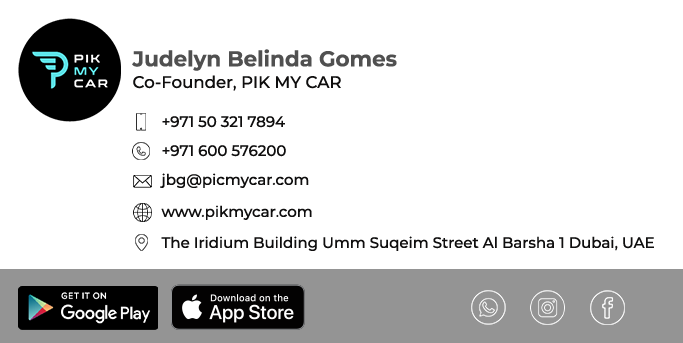 PIK
MY
CAR
Judelyn Belinda Gomes
Co-Founder, PIK MY CAR
+971 50 321 7894
+971 600 576200
jbg@picmycar.com
www.pikmycar.com
The Iridium Building Umm Suqeim Street Al Barsha 1 Dubai, UAE
GET IT ON
Google Play
Download on the
App Store